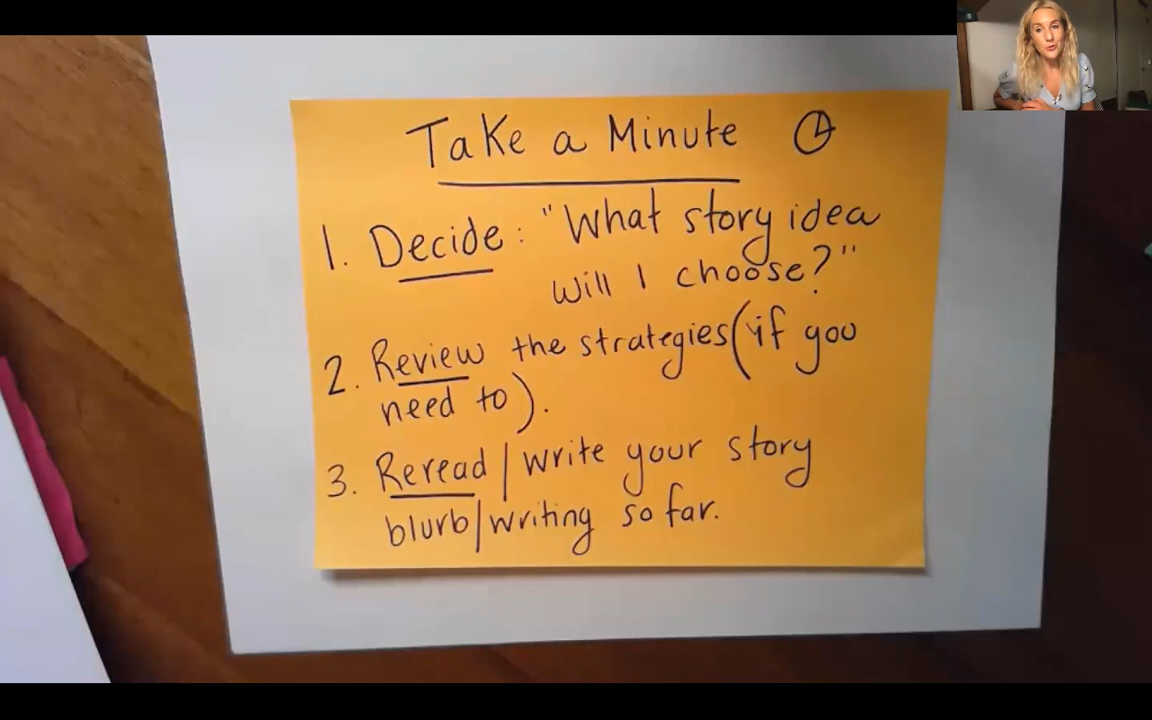 Take a Minute
1. Decide: "What story idea
will I choose?"
2. Review the strategies (if you
need to).
3. Reread/write your story
blurb/writing so far.